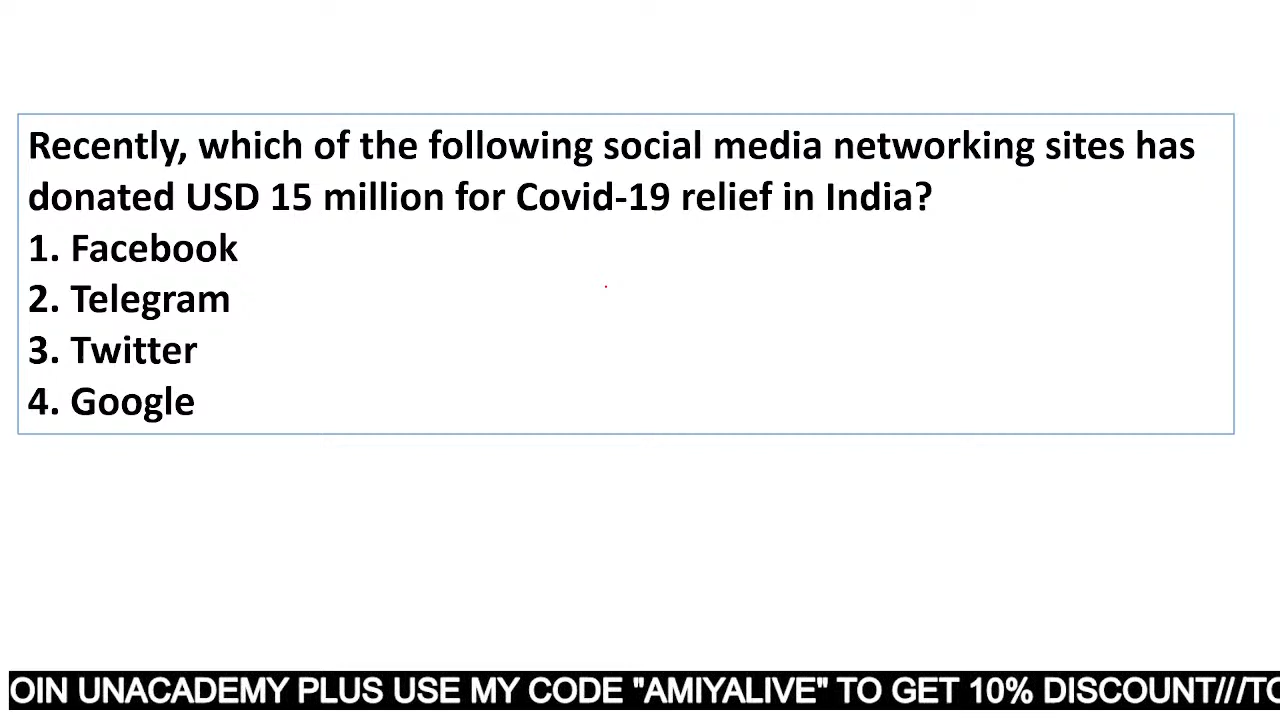 Recently, which of the following social media networking sites has
donated USD 15 million for Covid-19 relief in India?
1. Facebook
2. Telegram
3. Twitter
4. Google
OIN UNACADEMY PLUS USE MY CODE "AMIYALIVE" TO GET 10% DISCOUNT///TO